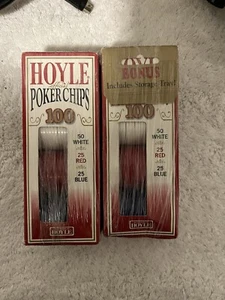 HOYLE
POKER CHIPS
100
50
WHITE
25
RED
25
BLUE
HOYLE
BONUS
Includes Storage Trays!
100
50
WHITE
25
RED
25
BLUE
HOYLE